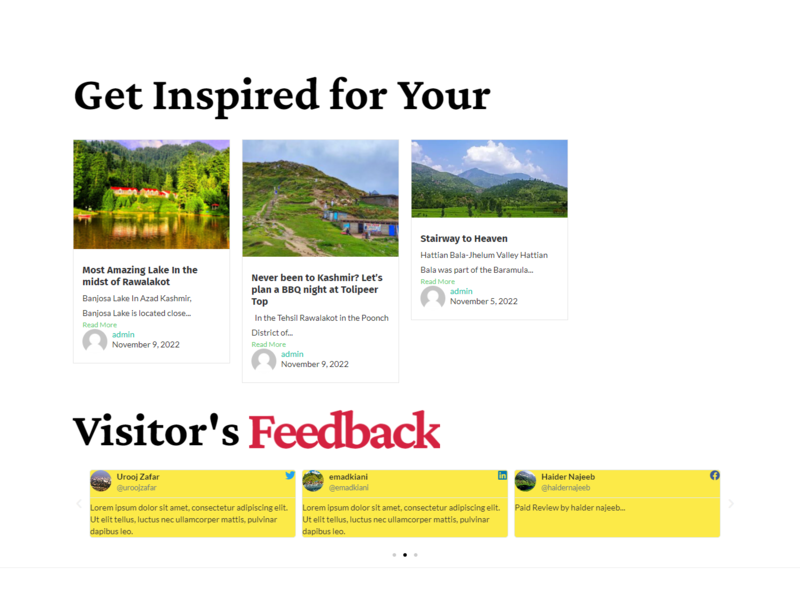 Get Inspired for Your
Most Amazing Lake In the
midst of Rawalakot
Banjosa Lake In Azad Kashmir,
Banjosa Lake is located close...
Read More
admin
November 9, 2022
Never been to Kashmir? Let's
plan a BBQ night at Tolipeer
Top
In the Tehsil Rawalakot in the Poonch
District of...
Read More
admin
November 9, 2022
Stairway to Heaven
Hattian Bala-Jhelum Valley Hattian
Bala was part of the Baramula...
Read More
admin
November 5, 2022
Visitor's Feedback
Urooj Zafar
@uroojzafar
Lorem ipsum dolor sit amet, consectetur adipiscing elit.
Ut elit tellus, luctus nec ullamcorper mattis, pulvinar
dapibus leo.
emadkiani
@emadkiani
Lorem ipsum dolor sit amet, consectetur adipiscing elit.
Ut elit tellus, luctus nec ullamcorper mattis, pulvinar
dapibus leo.
Haider Najeeb
@haidernajeeb
Paid Review by haider najeeb...